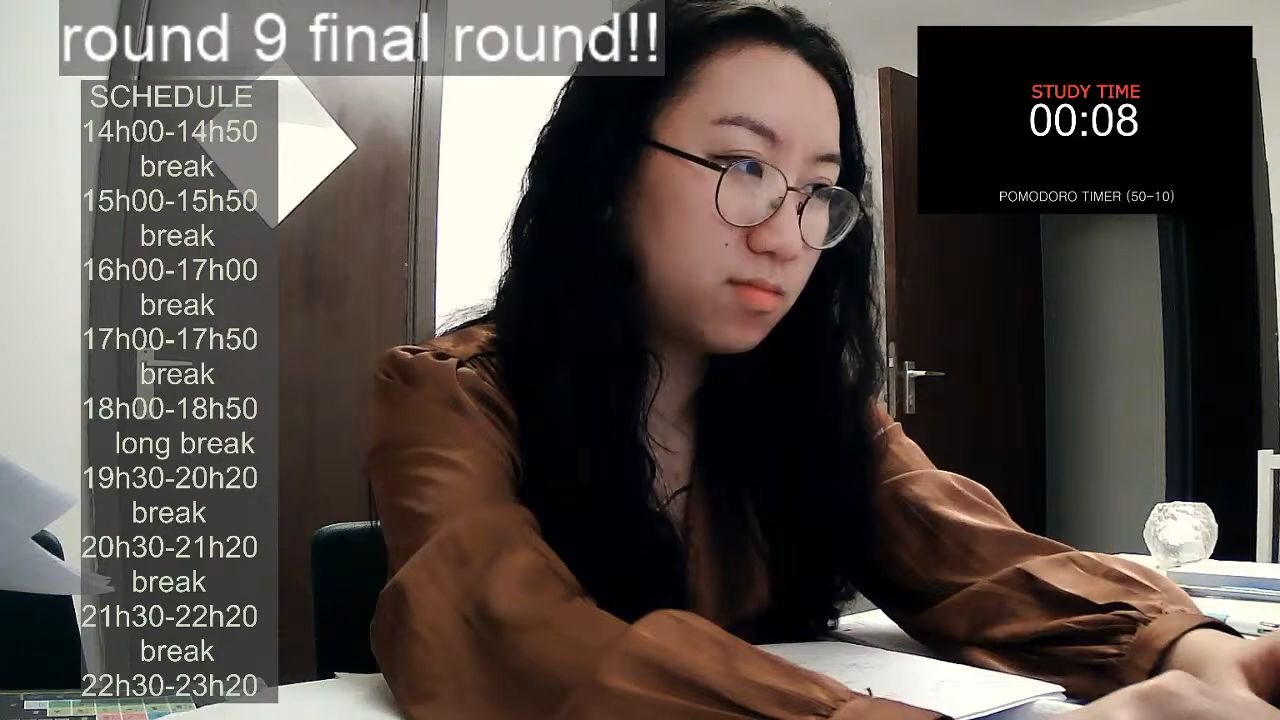 round 9 final round!!
SCHEDULE
14h00-14h50
break
15h00-15h50
break
16h00-17h00
break
17h00-17h50
break
18h00-18h50
long break
19h30-20h20
break
20h30-21h20
break
21h30-22h20
break
22h30-23h20
STUDY TIME
00:08
POMODORO TIMER (50-10)